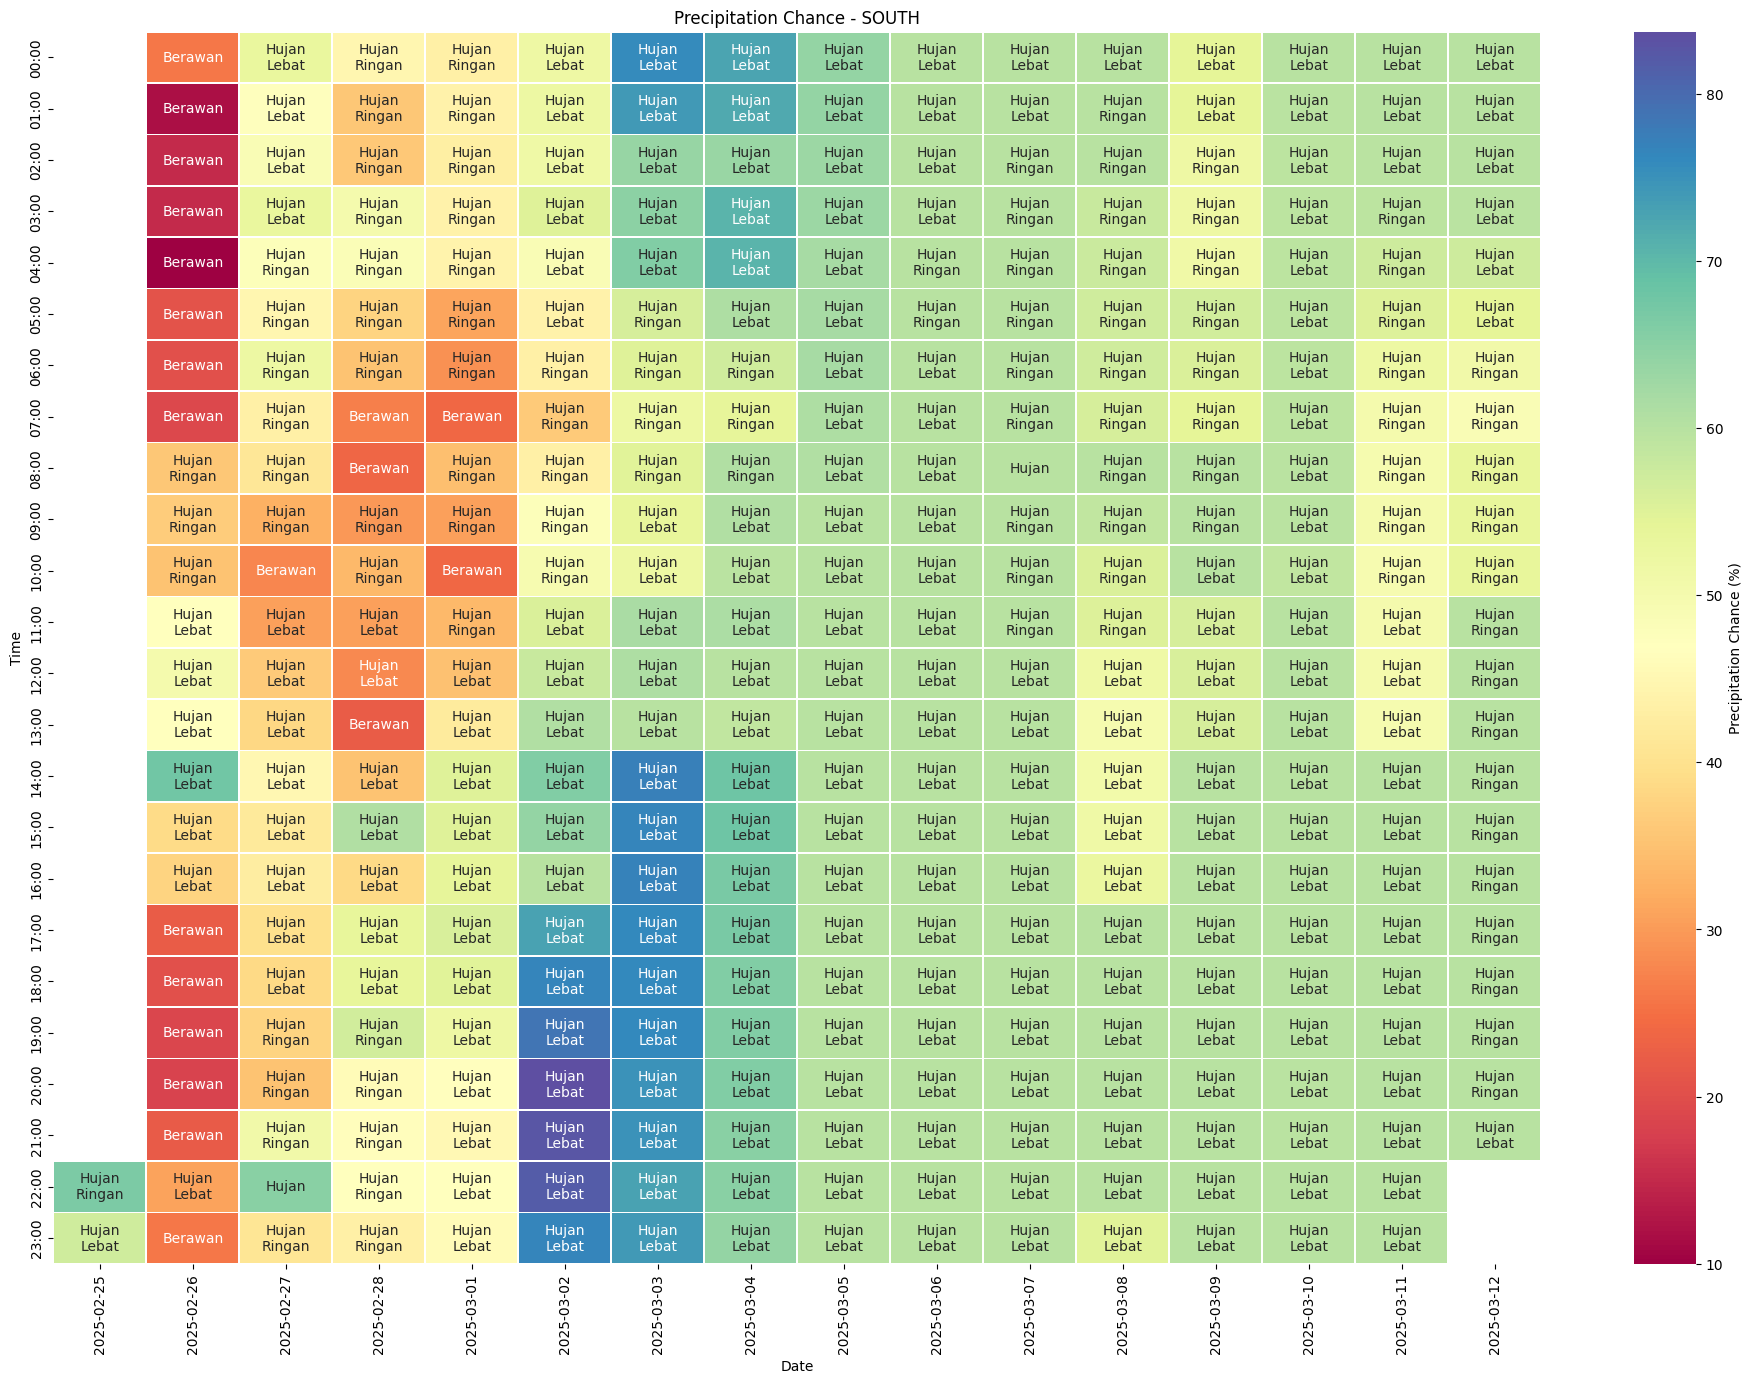 Precipitation Chance - SOUTH
00:00 Berawan Hujan Lebat Hujan Ringan Hujan Ringan Hujan Lebat Hujan Lebat Hujan Lebat Hujan Lebat Hujan Lebat Hujan Lebat Hujan Lebat Hujan Lebat Hujan Lebat Hujan Lebat Hujan Lebat
01:00 Berawan Hujan Lebat Hujan Ringan Hujan Ringan Hujan Lebat Hujan Lebat Hujan Lebat Hujan Lebat Hujan Lebat Hujan Lebat Hujan Ringan Hujan Lebat Hujan Lebat Hujan Lebat Hujan Lebat
02:00 Berawan Hujan Lebat Hujan Ringan Hujan Ringan Hujan Lebat Hujan Lebat Hujan Lebat Hujan Lebat Hujan Lebat Hujan Ringan Hujan Ringan Hujan Ringan Hujan Lebat Hujan Lebat Hujan Lebat
03:00 Berawan Hujan Lebat Hujan Ringan Hujan Ringan Hujan Lebat Hujan Lebat Hujan Lebat Hujan Lebat Hujan Lebat Hujan Ringan Hujan Ringan Hujan Ringan Hujan Lebat Hujan Ringan Hujan Lebat
04:00 Berawan Hujan Ringan Hujan Ringan Hujan Ringan Hujan Lebat Hujan Lebat Hujan Lebat Hujan Lebat Hujan Ringan Hujan Ringan Hujan Ringan Hujan Ringan Hujan Lebat Hujan Ringan Hujan Lebat
05:00 Berawan Hujan Ringan Hujan Ringan Hujan Ringan Hujan Lebat Hujan Ringan Hujan Lebat Hujan Lebat Hujan Ringan Hujan Ringan Hujan Ringan Hujan Ringan Hujan Lebat Hujan Ringan Hujan Lebat
06:00 Berawan Hujan Ringan Hujan Ringan Hujan Ringan Hujan Ringan Hujan Ringan Hujan Ringan Hujan Lebat Hujan Lebat Hujan Ringan Hujan Ringan Hujan Ringan Hujan Lebat Hujan Ringan Hujan Ringan
07:00 Berawan Hujan Ringan Berawan Berawan Hujan Ringan Hujan Ringan Hujan Ringan Hujan Lebat Hujan Lebat Hujan Ringan Hujan Ringan Hujan Ringan Hujan Lebat Hujan Ringan Hujan Ringan
08:00 Hujan Ringan Hujan Ringan Berawan Hujan Ringan Hujan Ringan Hujan Ringan Hujan Ringan Hujan Lebat Hujan Lebat Hujan Hujan Ringan Hujan Ringan Hujan Lebat Hujan Ringan Hujan Ringan
09:00 Hujan Ringan Hujan Ringan Hujan Ringan Hujan Ringan Hujan Ringan Hujan Lebat Hujan Lebat Hujan Lebat Hujan Lebat Hujan Ringan Hujan Ringan Hujan Ringan Hujan Lebat Hujan Ringan Hujan Ringan
10:00 Hujan Ringan Berawan Hujan Ringan Berawan Hujan Ringan Hujan Lebat Hujan Lebat Hujan Lebat Hujan Lebat Hujan Ringan Hujan Ringan Hujan Lebat Hujan Lebat Hujan Ringan Hujan Ringan
11:00 Hujan Lebat Hujan Lebat Hujan Lebat Hujan Ringan Hujan Lebat Hujan Lebat Hujan Lebat Hujan Lebat Hujan Lebat Hujan Ringan Hujan Ringan Hujan Lebat Hujan Lebat Hujan Lebat Hujan Ringan
12:00 Hujan Lebat Hujan Lebat Hujan Lebat Hujan Lebat Hujan Lebat Hujan Lebat Hujan Lebat Hujan Lebat Hujan Lebat Hujan Lebat Hujan Lebat Hujan Lebat Hujan Lebat Hujan Lebat Hujan Ringan
13:00 Hujan Lebat Hujan Lebat Berawan Hujan Lebat Hujan Lebat Hujan Lebat Hujan Lebat Hujan Lebat Hujan Lebat Hujan Lebat Hujan Lebat Hujan Lebat Hujan Lebat Hujan Lebat Hujan Ringan
14:00 Hujan Lebat Hujan Lebat Hujan Lebat Hujan Lebat Hujan Lebat Hujan Lebat Hujan Lebat Hujan Lebat Hujan Lebat Hujan Lebat Hujan Lebat Hujan Lebat Hujan Lebat Hujan Lebat Hujan Ringan
15:00 Hujan Lebat Hujan Lebat Hujan Lebat Hujan Lebat Hujan Lebat Hujan Lebat Hujan Lebat Hujan Lebat Hujan Lebat Hujan Lebat Hujan Lebat Hujan Lebat Hujan Lebat Hujan Lebat Hujan Ringan
16:00 Hujan Lebat Hujan Lebat Hujan Lebat Hujan Lebat Hujan Lebat Hujan Lebat Hujan Lebat Hujan Lebat Hujan Lebat Hujan Lebat Hujan Lebat Hujan Lebat Hujan Lebat Hujan Lebat Hujan Ringan
17:00 Berawan Hujan Lebat Hujan Lebat Hujan Lebat Hujan Lebat Hujan Lebat Hujan Lebat Hujan Lebat Hujan Lebat Hujan Lebat Hujan Lebat Hujan Lebat Hujan Lebat Hujan Lebat Hujan Ringan
18:00 Berawan Hujan Lebat Hujan Lebat Hujan Lebat Hujan Lebat Hujan Lebat Hujan Lebat Hujan Lebat Hujan Lebat Hujan Lebat Hujan Lebat Hujan Lebat Hujan Lebat Hujan Lebat Hujan Ringan
19:00 Berawan Hujan Ringan Hujan Ringan Hujan Lebat Hujan Lebat Hujan Lebat Hujan Lebat Hujan Lebat Hujan Lebat Hujan Lebat Hujan Lebat Hujan Lebat Hujan Lebat Hujan Lebat Hujan Ringan
20:00 Berawan Hujan Ringan Hujan Ringan Hujan Lebat Hujan Lebat Hujan Lebat Hujan Lebat Hujan Lebat Hujan Lebat Hujan Lebat Hujan Lebat Hujan Lebat Hujan Lebat Hujan Lebat Hujan Ringan
21:00 Berawan Hujan Ringan Hujan Ringan Hujan Lebat Hujan Lebat Hujan Lebat Hujan Lebat Hujan Lebat Hujan Lebat Hujan Lebat Hujan Lebat Hujan Lebat Hujan Lebat Hujan Lebat Hujan Lebat
22:00 Hujan Ringan Hujan Lebat Hujan Hujan Ringan Hujan Lebat Hujan Lebat Hujan Lebat Hujan Lebat Hujan Lebat Hujan Lebat Hujan Lebat Hujan Lebat Hujan Lebat Hujan Lebat Hujan Lebat
23:00 Hujan Lebat Berawan Hujan Ringan Hujan Ringan Hujan Lebat Hujan Lebat Hujan Lebat Hujan Lebat Hujan Lebat Hujan Lebat Hujan Lebat Hujan Lebat Hujan Lebat Hujan Lebat Hujan Lebat
Time
2025-02-25 2025-02-26 2025-02-27 2025-02-28 2025-03-01 2025-03-02 2025-03-03 2025-03-04 2025-03-05 2025-03-06 2025-03-07 2025-03-08 2025-03-09 2025-03-10 2025-03-11 2025-03-12
Date
80
70
60
50
40
30
20
10
Precipitation Chance (%)